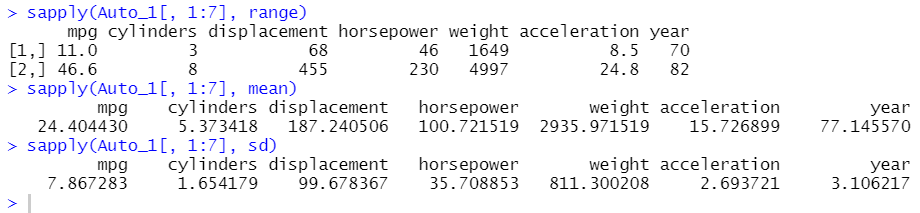 > sapply(Auto_1[, 1:7], range)
mpg cylinders displacement horsepower weight acceleration year
[1,] 11.0 3 68 46 1649 8.5 70
[2,] 46.6 8 455 230 4997 24.8 82
> sapply(Auto_1[, 1:7], mean)
mpg cylinders displacement horsepower weight acceleration year
24.404430 5.373418 187.240506 100.721519 2935.971519 15.726899 77.145570
> sapply(Auto_1[, 1:7], sd)
mpg cylinders displacement horsepower weight acceleration year
7.867283 1.654179 99.678367 35.708853 811.300208 2.693721 3.106217
>